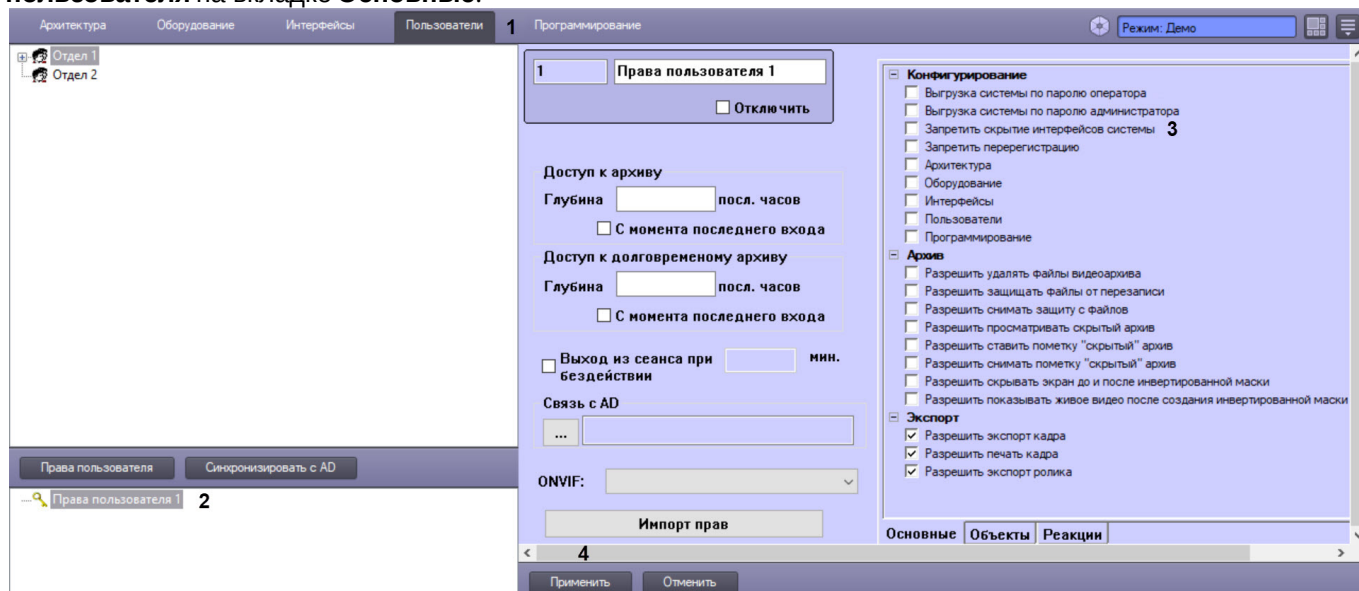 пользователя на вкладке Основные.
Архитектура Оборудование Интерфейсы Пользователи 1 Программирование Режим: Демо
Отдел 1
Отдел 2
1 Права пользователя 1
Отключить
Доступ к архиву
Глубина посл. часов
С момента последнего входа
Доступ к долговременому архиву
Глубина посл. часов
С момента последнего входа
Выход из сеанса при мин.
бездействии
Связь с AD
...
ONVIF:
Импорт прав
4
Конфигурирование
Выгрузка системы по паролю оператора
Выгрузка системы по паролю администратора
Запретить скрытие интерфейсов системы 3
Запретить перерегистрацию
Архитектура
Оборудование
Интерфейсы
Пользователи
Программирование
Архив
Разрешить удалять файлы видеоархива
Разрешить защищать файлы от перезаписи
Разрешить снимать защиту с файлов
Разрешить просматривать скрытый архив
Разрешить ставить пометку "скрытый" архив
Разрешить снимать пометку "скрытый" архив
Разрешить скрывать экран до и после инвертированной маски
Разрешить показывать живое видео после создания инвертированной маски
Экспорт
Разрешить экспорт кадра
Разрешить печать кадра
Разрешить экспорт ролика
Основные Объекты Реакции
Права пользователя Синхронизировать с AD
Права пользователя 1 2
Применить Отменить